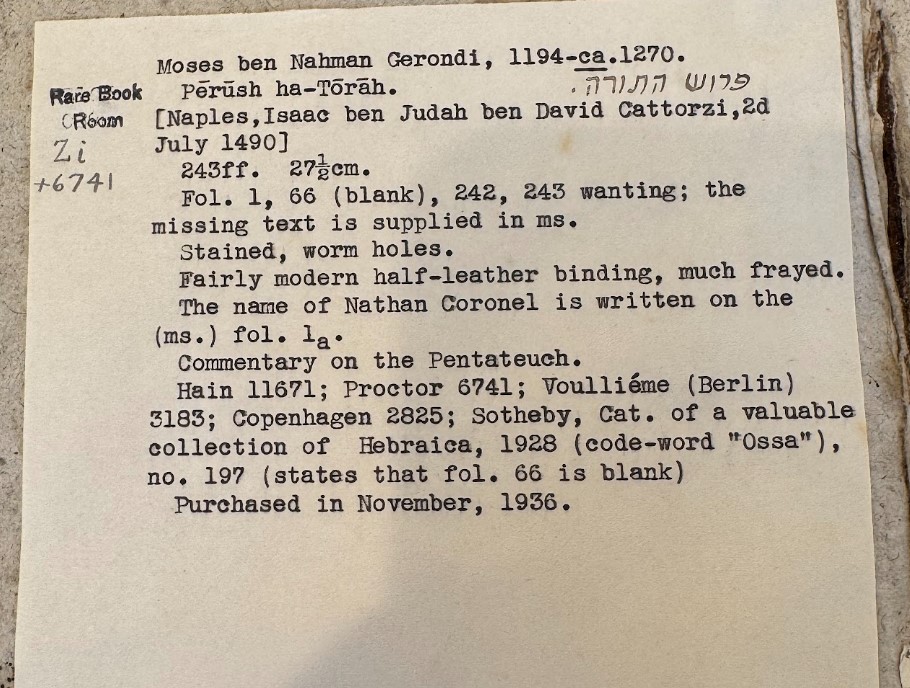 Moses ben Nahman Gerondi, 1194-ca.1270.
Pērūsh ha-Tōrāh. פרוש התורה.
Rare Book
Room
[Naples,Isaac ben Judah ben David Cattorzi,2d
July 1490]
Zi
+6741
243ff. 27½cm.
Fol. 1, 66 (blank), 242, 243 wanting; the
missing text is supplied in ms.
Stained, worm holes.
Fairly modern half-leather binding, much frayed.
The name of Nathan Coronel is written on the
(ms.) fol. 1a.
Commentary on the Pentateuch.
Hain 11671; Proctor 6741; Voulliéme (Berlin)
3183; Copenhagen 2825; Sotheby, Cat. of a valuable
collection of Hebraica, 1928 (code-word "Ossa"),
no. 197 (states that fol. 66 is blank)
Purchased in November, 1936.